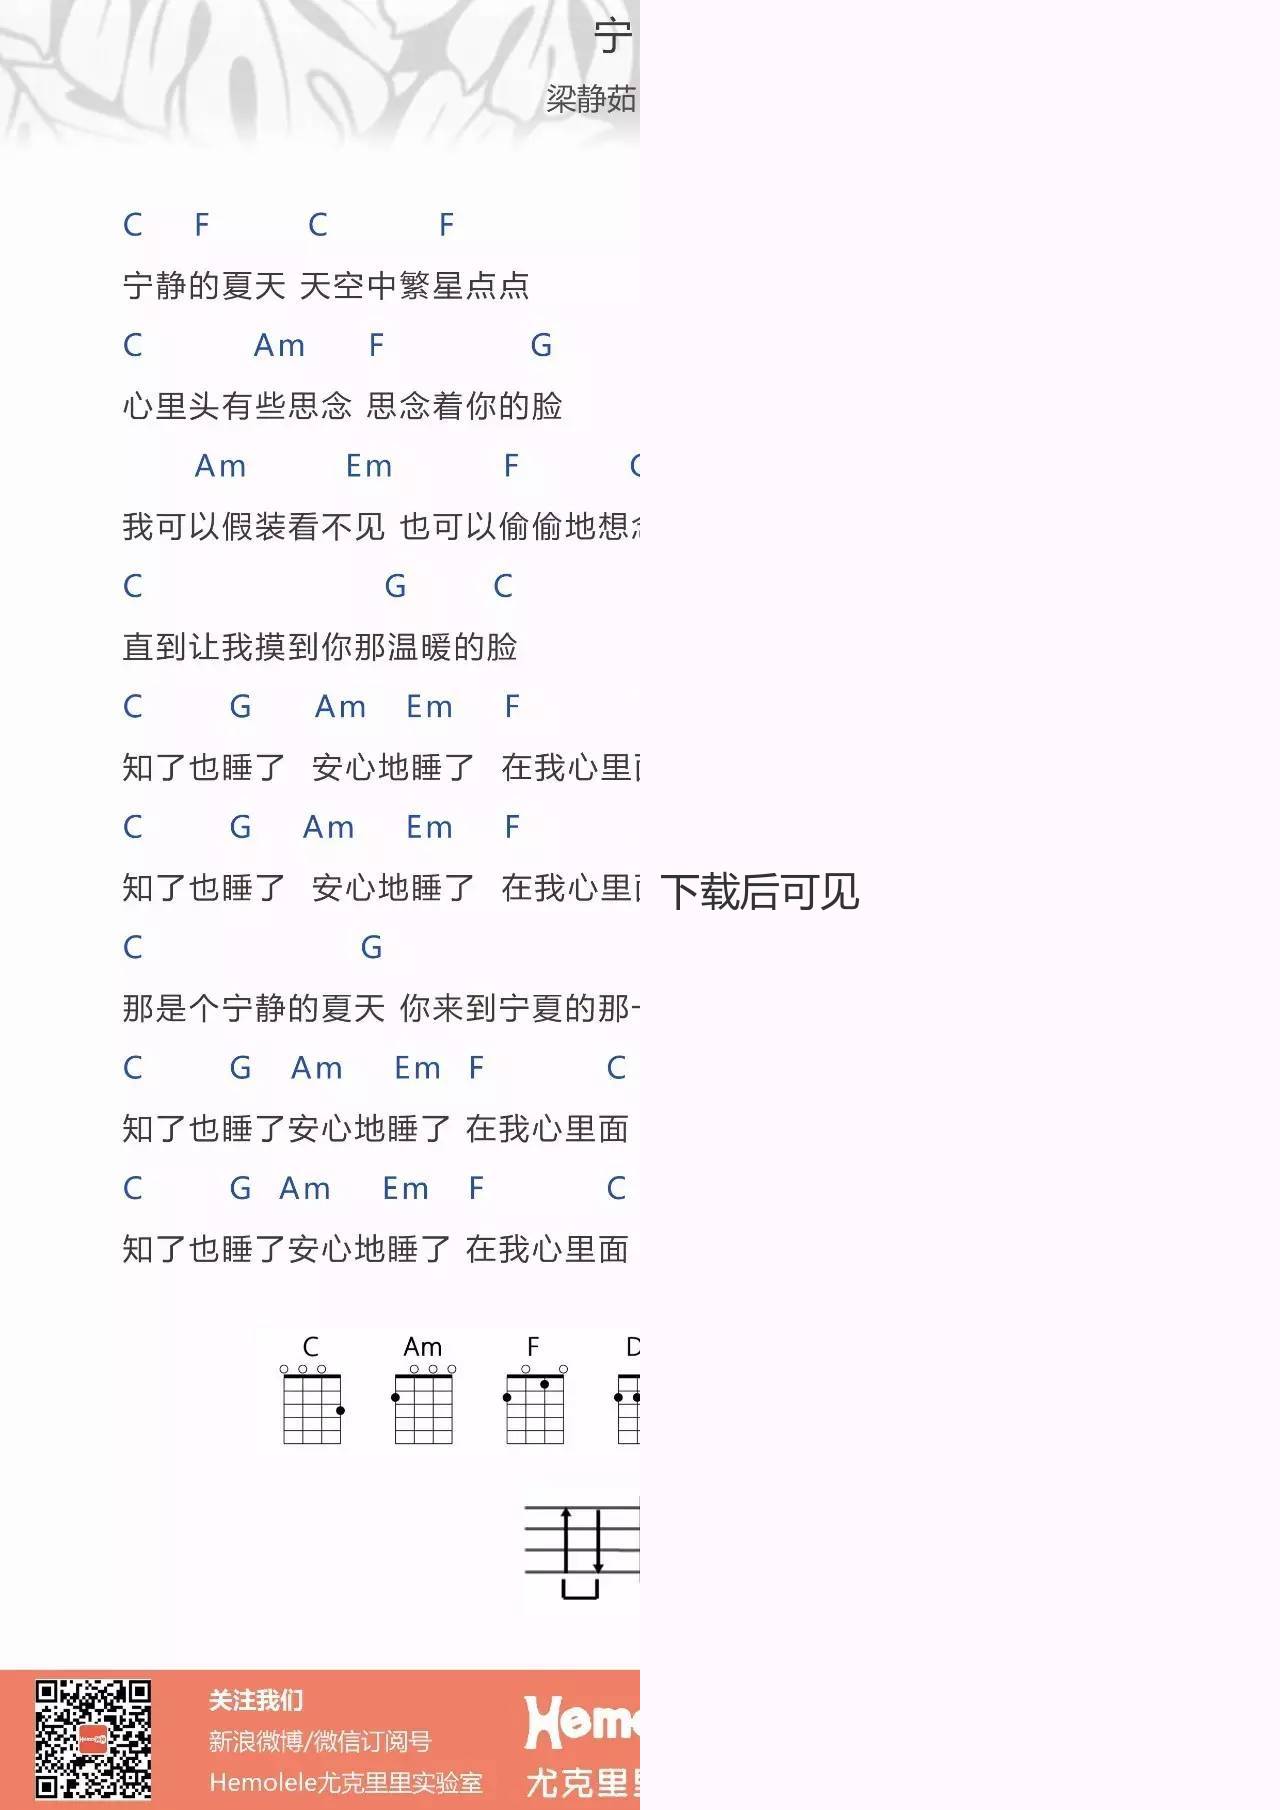 宁
梁静茹
C F C F
宁静的夏天 天空中繁星点点
C Am F G
心里头有些思念 思念着你的脸
Am Em F
我可以假装看不见 也可以偷偷地想
C G C
直到让我摸到你那温暖的脸
C G Am Em F
知了也睡了 安心地睡了 在我心里
C G Am Em F
知了也睡了 安心地睡了 在我心里
下载后可见
C G
那是个宁静的夏天 你来到宁夏的那
C G Am Em F C
知了也睡了安心地睡了 在我心里面
C G Am Em F C
知了也睡了安心地睡了 在我心里面
C Am F D
关注我们
新浪微博/微信订阅号
Hemolele尤克里里实验室
Hemo
尤克里